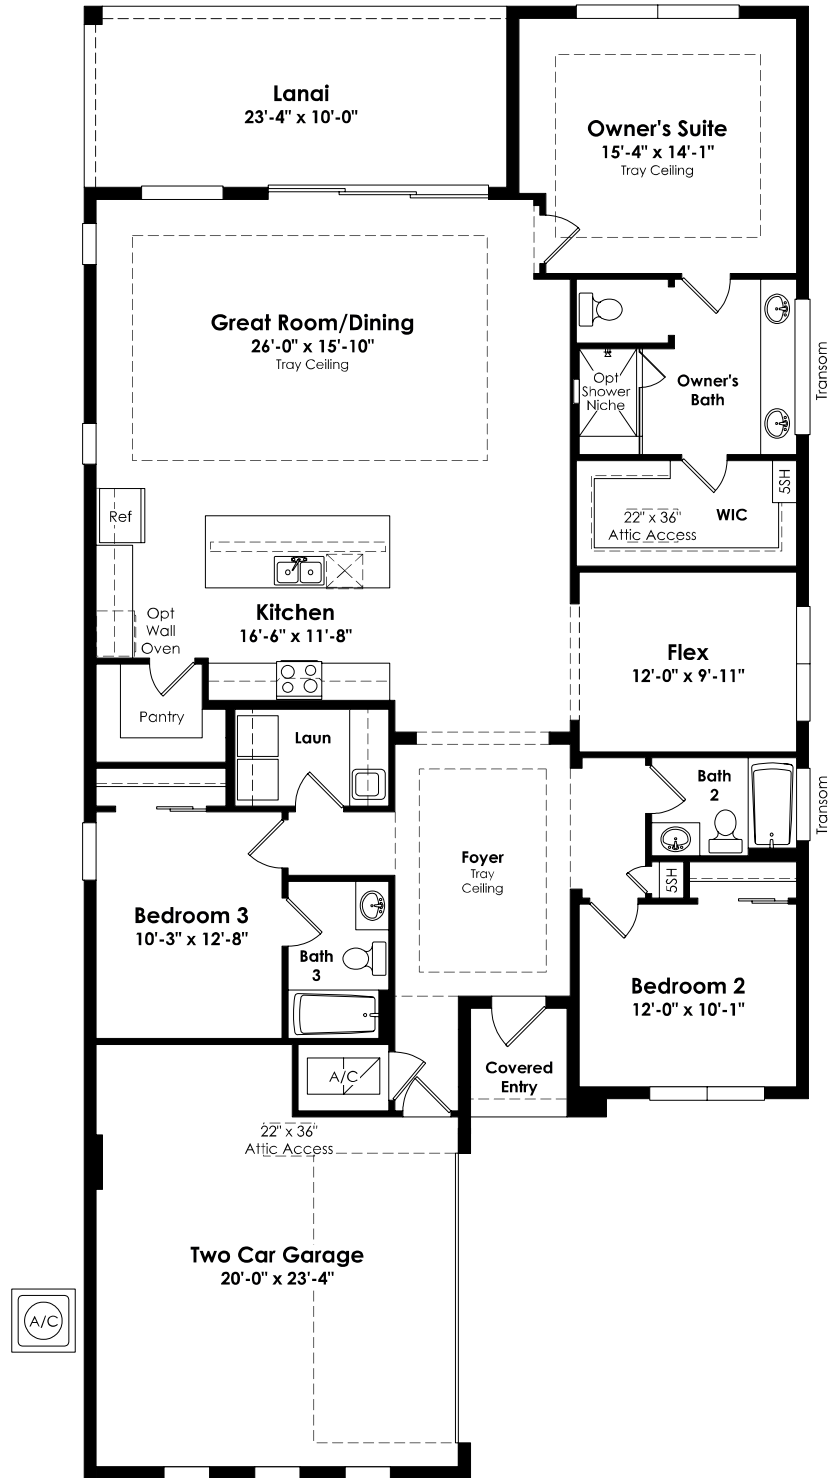 Lanai
23'-4" x 10'-0"
Owner's Suite
15'-4" x 14'-1"
Tray Ceiling
Great Room/Dining
26'-0" x 15'-10"
Tray Ceiling
Opt
Shower
Niche
Owner's
Bath
Transom
Ref
22" x 36"
Attic Access
WIC
5SH
Kitchen
16'-6" x 11'-8"
Opt
Wall
Oven
Flex
12'-0" x 9'-11"
Pantry
Laun
Bath
2
Transom
Foyer
Tray
Ceiling
5SH
Bedroom 3
10'-3" x 12'-8"
Bath
3
Bedroom 2
12'-0" x 10'-1"
Covered
Entry
A/C
22" x 36"
Attic Access
Two Car Garage
20'-0" x 23'-4"
A/C